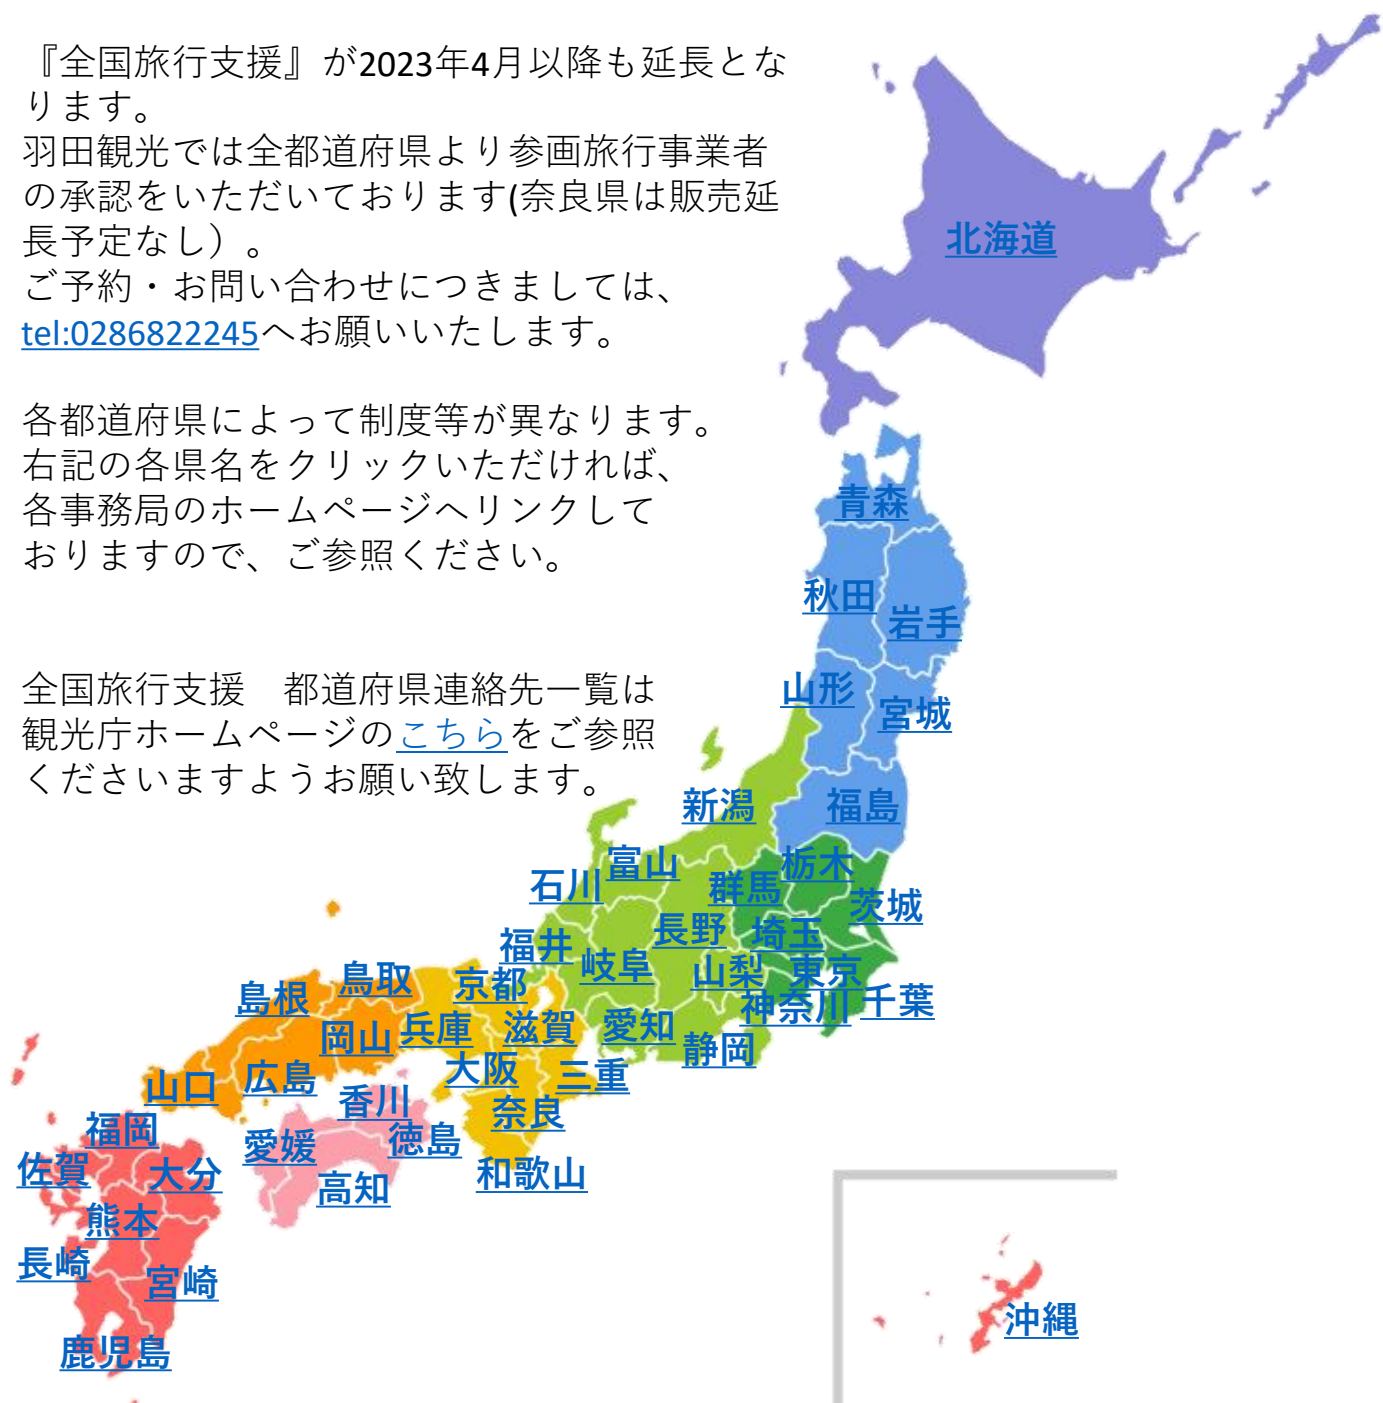 『全国旅行支援』が2023年4月以降も延長とな
ります。
羽田観光では全都道府県より参画旅行事業者
の承認をいただいております(奈良県は販売延
長予定なし）。
ご予約・お問い合わせにつきましては、
tel:0286822245へお願いいたします。
各都道府県によって制度等が異なります。
右記の各県名をクリックいただければ、
各事務局のホームページへリンクして
おりますので、ご参照ください。
全国旅行支援　都道府県連絡先一覧は
観光庁ホームページのこちらをご参照
くださいますようお願い致します。
北海道
青森
秋田
岩手
山形
宮城
新潟
福島
富山
栃木
石川
群馬
茨城
長野
埼玉
福井
岐阜
山梨
東京
鳥取
京都
島根
神奈川
千葉
岡山
兵庫
滋賀
愛知
静岡
大阪
三重
広島
山口
香川
奈良
福岡
徳島
愛媛
佐賀
大分
和歌山
高知
熊本
長崎
宮崎
沖縄
鹿児島